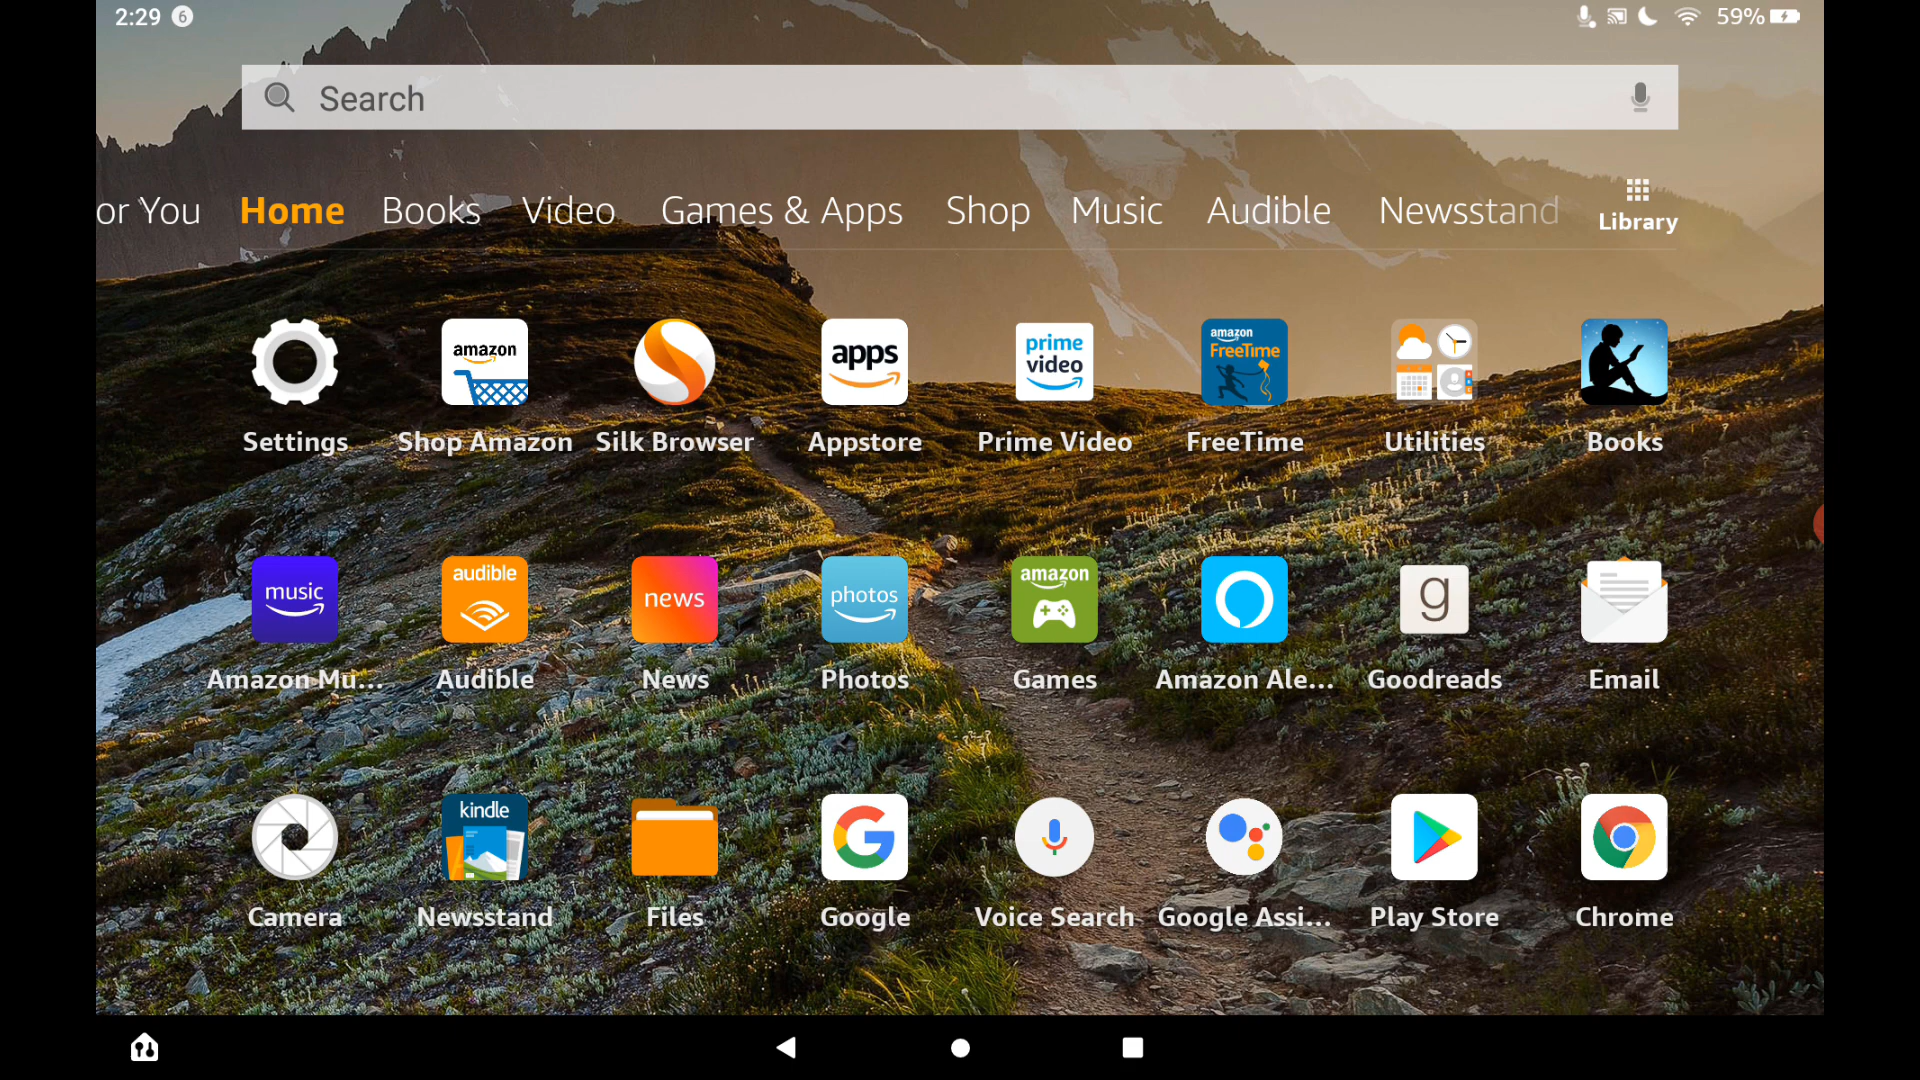 2:29 6 59%
Search
or You Home Books Video Games & Apps Shop Music Audible Newsstand Library
amazon apps prime video amazon FreeTime
Settings Shop Amazon Silk Browser Appstore Prime Video FreeTime Utilities Books
music audible news photos amazon g
Amazon Mu... Audible News Photos Games Amazon Ale... Goodreads Email
kindle G
Camera Newsstand Files Google Voice Search Google Assi... Play Store Chrome